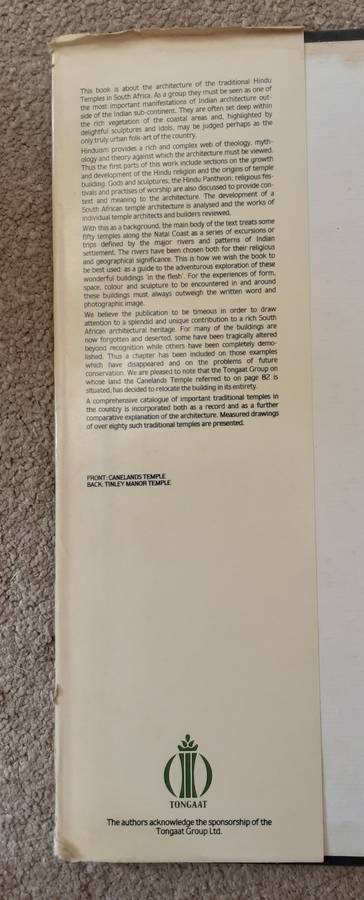 This book is about the architecture of the traditional Hindu
Temples in South Africa. As a group they must be seen as one of
the most important manifestations of Indian architecture out-
side of the Indian sub-continent. They are often set deep within
the rich vegetation of the coastal areas and, highlighted by
delightful sculptures and idols, may be judged perhaps as the
only truly urban folk-art of the country.
Hinduism provides a rich and complex web of theology, myth-
ology and theory against which the architecture must be viewed.
Thus the first parts of this work include sections on the growth
and development of the Hindu religion and the origins of temple
building. Gods and sculptures; the Hindu Pantheon; religious fes-
tivals and practises of worship are also discussed to provide con-
text and meaning to the architecture. The development of a
South African temple architecture is analysed and the works of
individual temple architects and builders reviewed.
With this as a background, the main body of the text treats some
fifty temples along the Natal Coast as a series of excursions or
trips defined by the major rivers and patterns of Indian
settlement. The rivers have been chosen both for their religious
and geographical significance. This is how we wish the book to
be best used: as a guide to the adventurous exploration of these
wonderful buildings 'in the flesh'. For the experiences of form,
space, colour and sculpture to be encountered in and around
these buildings must always outweigh the written word and
photographic image.
We believe the publication to be timeous in order to draw
attention to a splendid and unique contribution to a rich South
African architectural heritage. For many of the buildings are
now forgotten and deserted, some have been tragically altered
beyond recognition while others have been completely demo-
lished. Thus a chapter has been included on those examples
which have disappeared and on the problems of future
conservation. We are pleased to note that the Tongaat Group on
whose land the Canelands Temple referred to on page 82 is
situated, has decided to relocate the building in its entirety.
A comprehensive catalogue of important traditional temples in
the country is incorporated both as a record and as a further
comparative explanation of the architecture. Measured drawings
of over eighty such traditional temples are presented.
FRONT: CANELANDS TEMPLE
BACK: TINLEY MANOR TEMPLE
TONGAAT
The authors acknowledge the sponsorship of the
Tongaat Group Ltd.